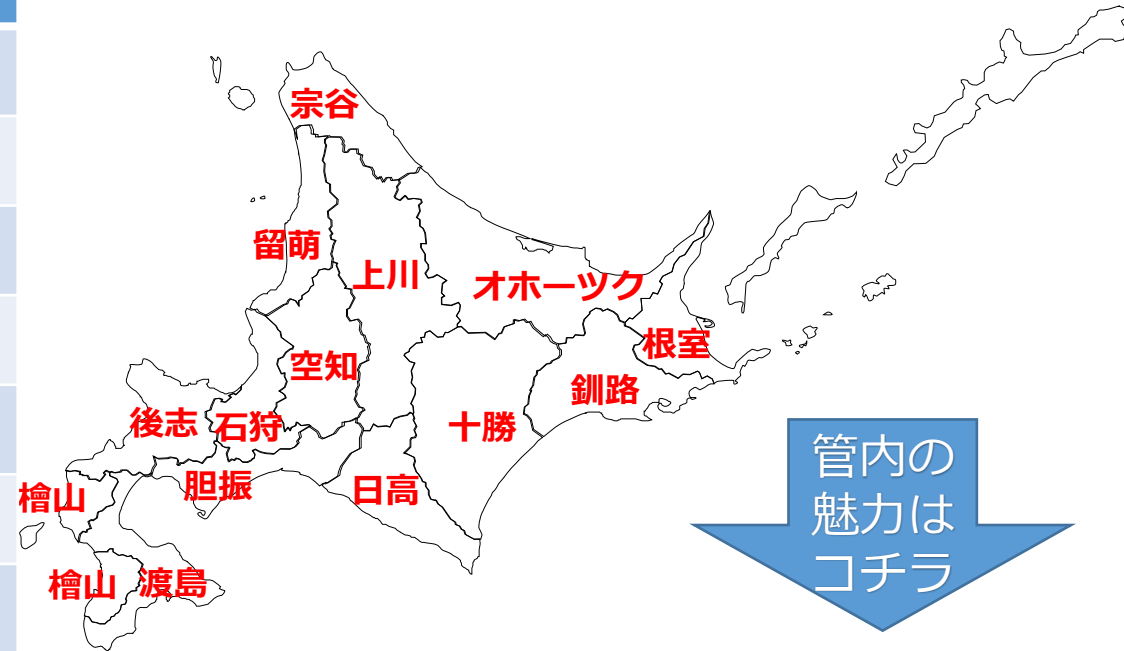 宗谷
留萌
上川
オホーツク
根室
空知
釧路
後志
石狩
十勝
胆振
日高
檜山
檜山
渡島
管内の
魅力は
コチラ